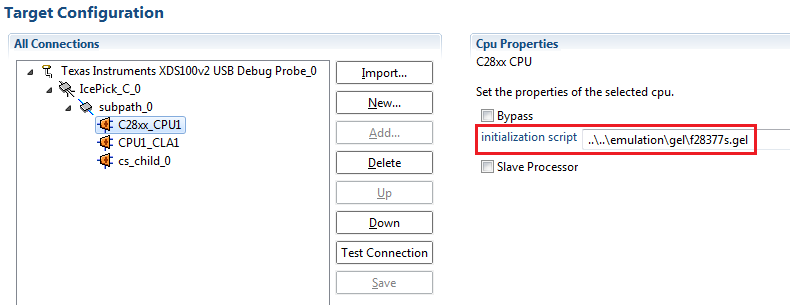 Target Configuration
All Connections
Texas Instruments XDS100v2 USB Debug Probe_0
IcePick_C_0
subpath_0
C28xx_CPU1
CPU1_CLA1
cs_child_0
Import...
New...
Add...
Delete
Up
Down
Test Connection
Save
Cpu Properties
C28xx CPU
Set the properties of the selected cpu.
Bypass
initialization script ..\..\emulation\gel\f28377s.gel
Slave Processor